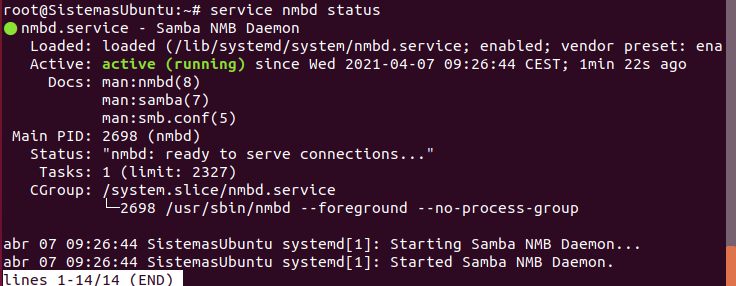 root@SistemasUbuntu:~# service nmbd status
● nmbd.service - Samba NMB Daemon
   Loaded: loaded (/lib/systemd/system/nmbd.service; enabled; vendor preset: ena
   Active: active (running) since Wed 2021-04-07 09:26:44 CEST; 1min 22s ago
     Docs: man:nmbd(8)
           man:samba(7)
           man:smb.conf(5)
 Main PID: 2698 (nmbd)
   Status: "nmbd: ready to serve connections..."
    Tasks: 1 (limit: 2327)
   CGroup: /system.slice/nmbd.service
           └─2698 /usr/sbin/nmbd --foreground --no-process-group

abr 07 09:26:44 SistemasUbuntu systemd[1]: Starting Samba NMB Daemon...
abr 07 09:26:44 SistemasUbuntu systemd[1]: Started Samba NMB Daemon.
lines 1-14/14 (END)